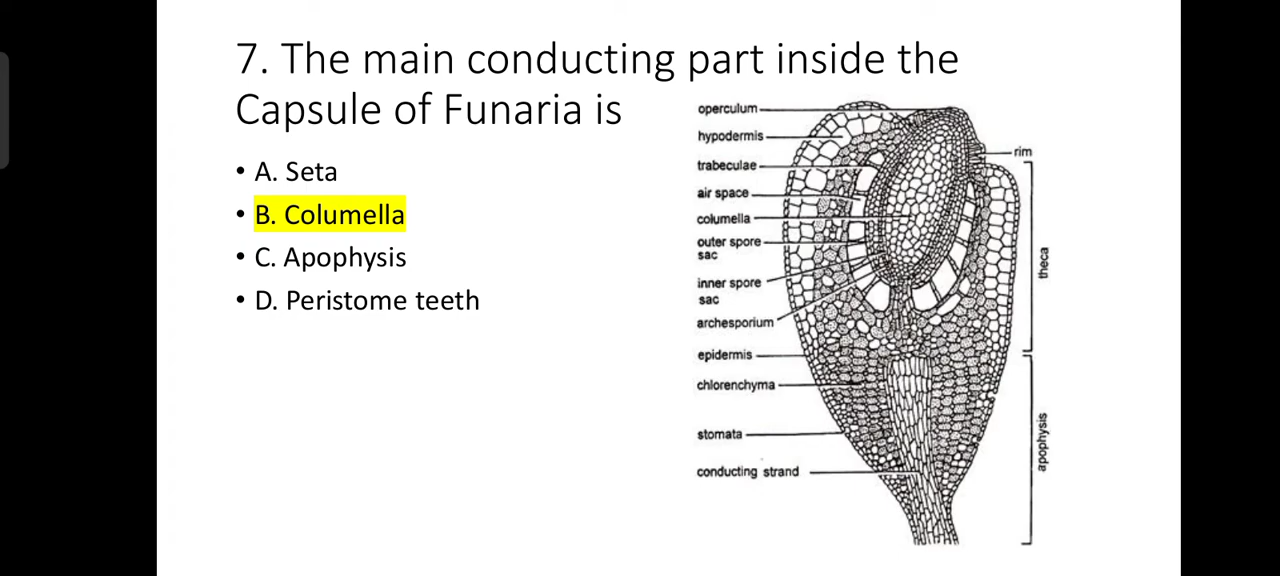 7. The main conducting part inside the
Capsule of Funaria is
• A. Seta
• B. Columella
• C. Apophysis
• D. Peristome teeth
operculum
hypodermis
trabeculae
air space
columella
outer spore
sac
inner spore
sac
archesporium
epidermis
chlorenchyma
stomata
conducting strand
rim
theca
apophysis